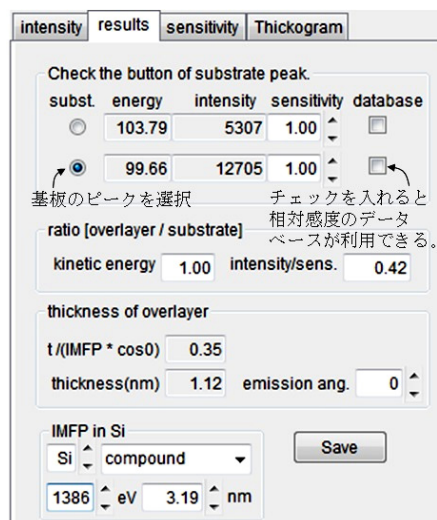 intensity results sensitivity Thickogram
Check the button of substrate peak.
subst. energy intensity sensitivity database
103.79 5307 1.00
99.66 12705 1.00
基板のピークを選択
チェックを入れると
相対感度のデータ
ベースが利用できる。
ratio [overlayer / substrate]
kinetic energy 1.00 intensity/sens. 0.42
thickness of overlayer
t /(IMFP * cos0) 0.35
thickness(nm) 1.12 emission ang. 0
IMFP in Si
Si compound
Save
1386 eV 3.19 nm